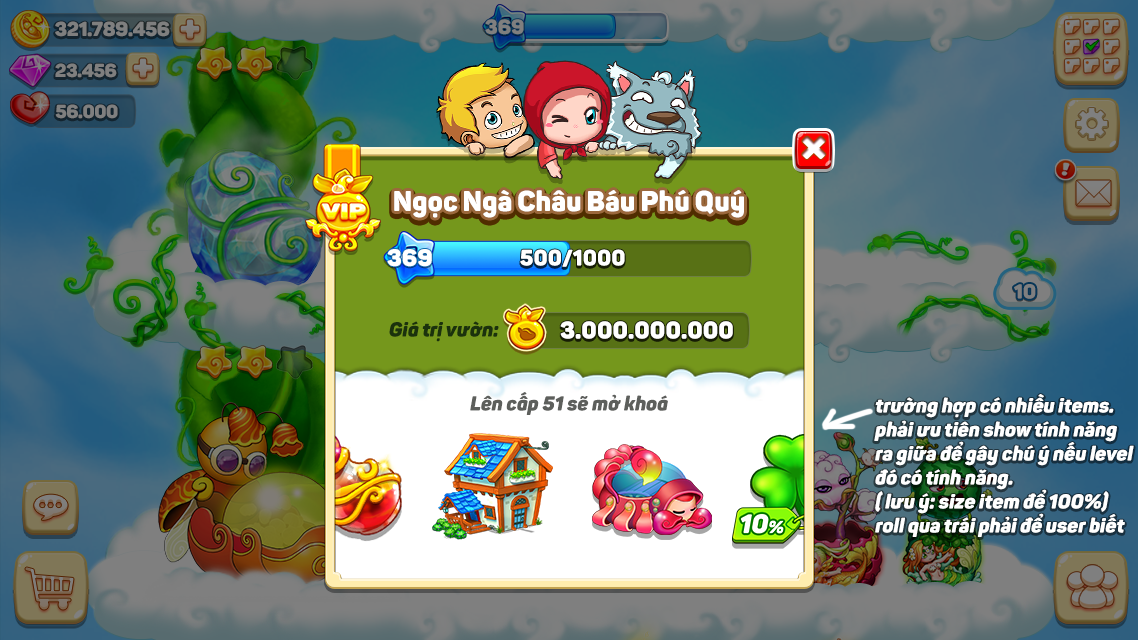 321.789.456
369
23.456
56.000
VIP
Ngọc Ngà Châu Báu Phú Quý
369
500/1000
Giá trị vườn:
3.000.000.000
10
Lên cấp 51 sẽ mở khoá
10%
trường hợp có nhiều items.
phải ưu tiên show tính năng
ra giữa để gây chú ý nếu level
đó có tính năng.
( lưu ý: size item để 100%)
roll qua trái phải để user biết